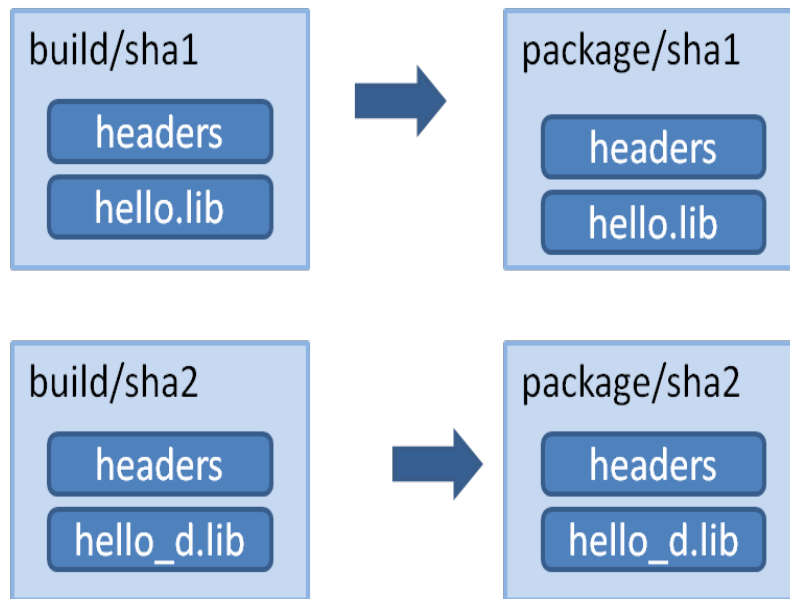 build/sha1
headers
hello.lib
package/sha1
headers
hello.lib
build/sha2
headers
hello_d.lib
package/sha2
headers
hello_d.lib